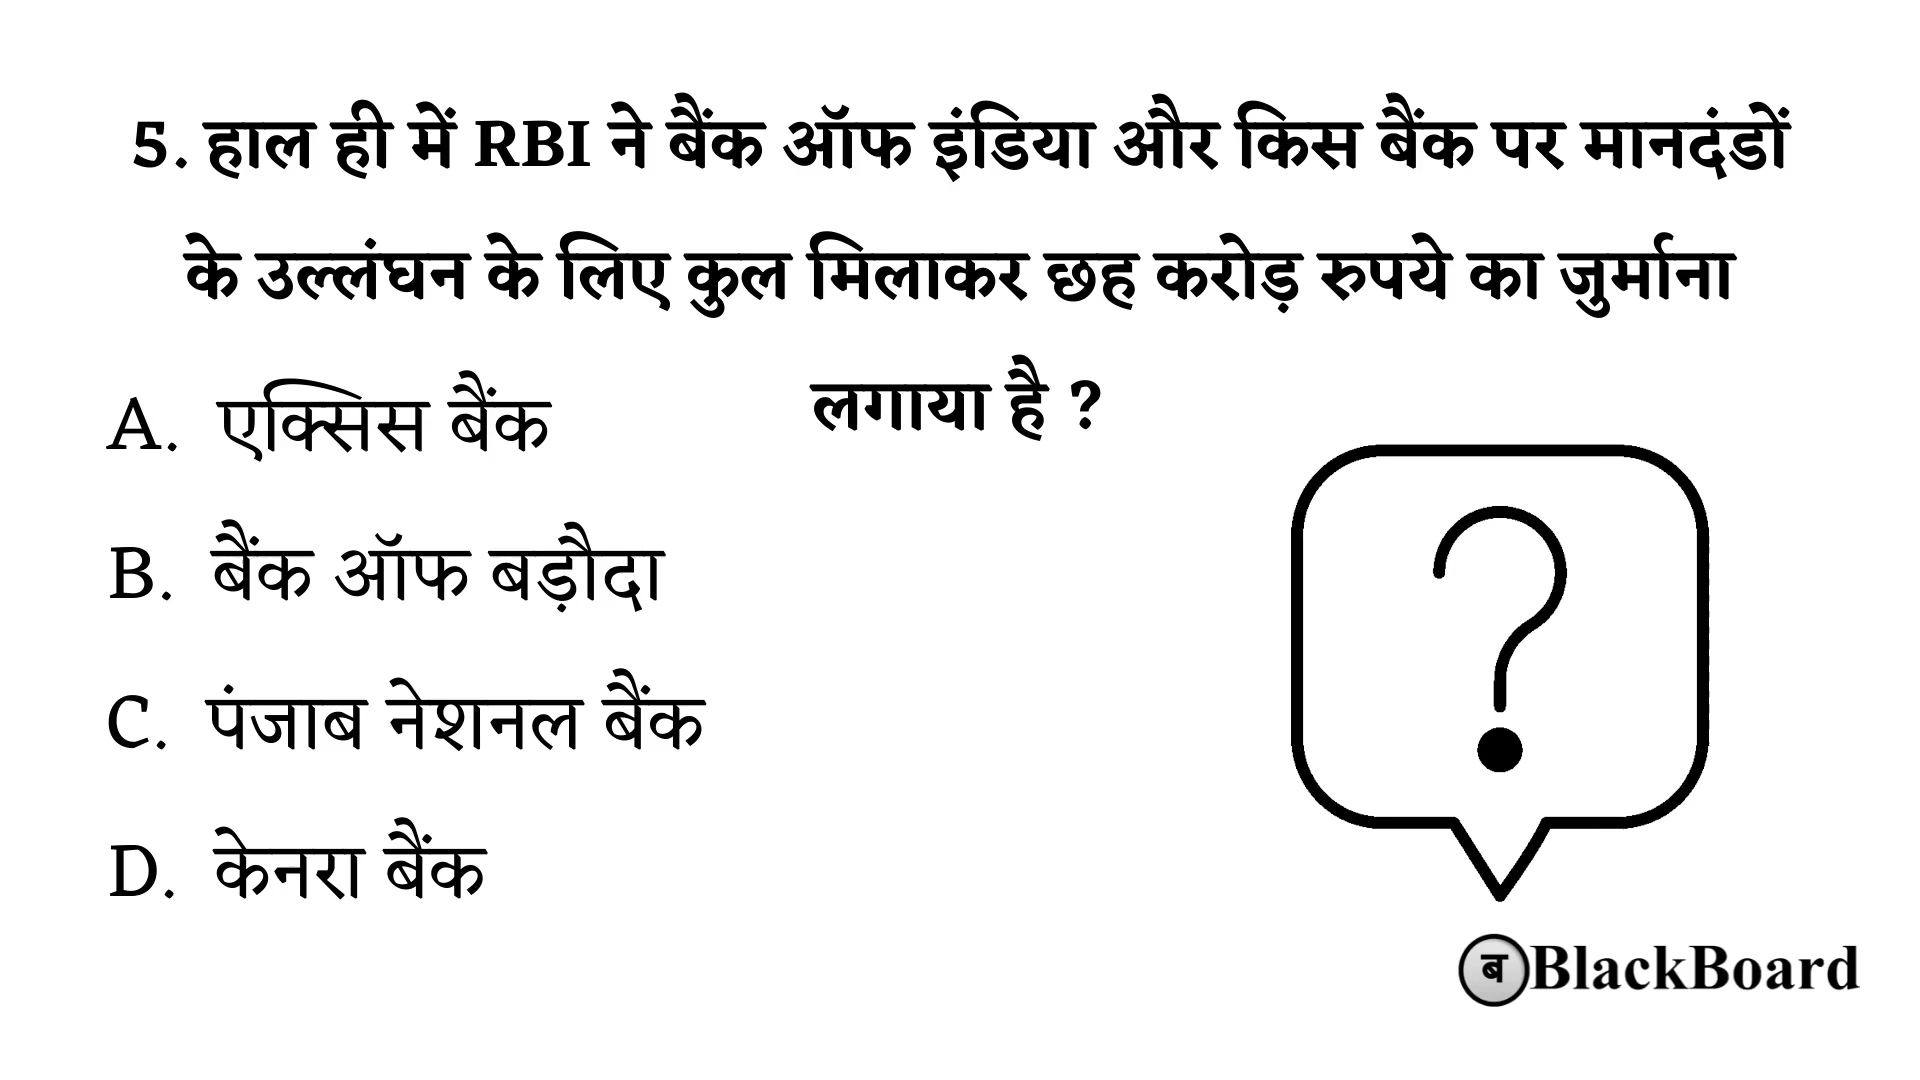 5. हाल ही में RBI ने बैंक ऑफ इंडिया और किस बैंक पर मानदंडों
के उल्लंघन के लिए कुल मिलाकर छह करोड़ रुपये का जुर्माना
लगाया है ?
A. एक्सिस बैंक
B. बैंक ऑफ बड़ौदा
C. पंजाब नेशनल बैंक
D. केनरा बैंक
?
ब BlackBoard